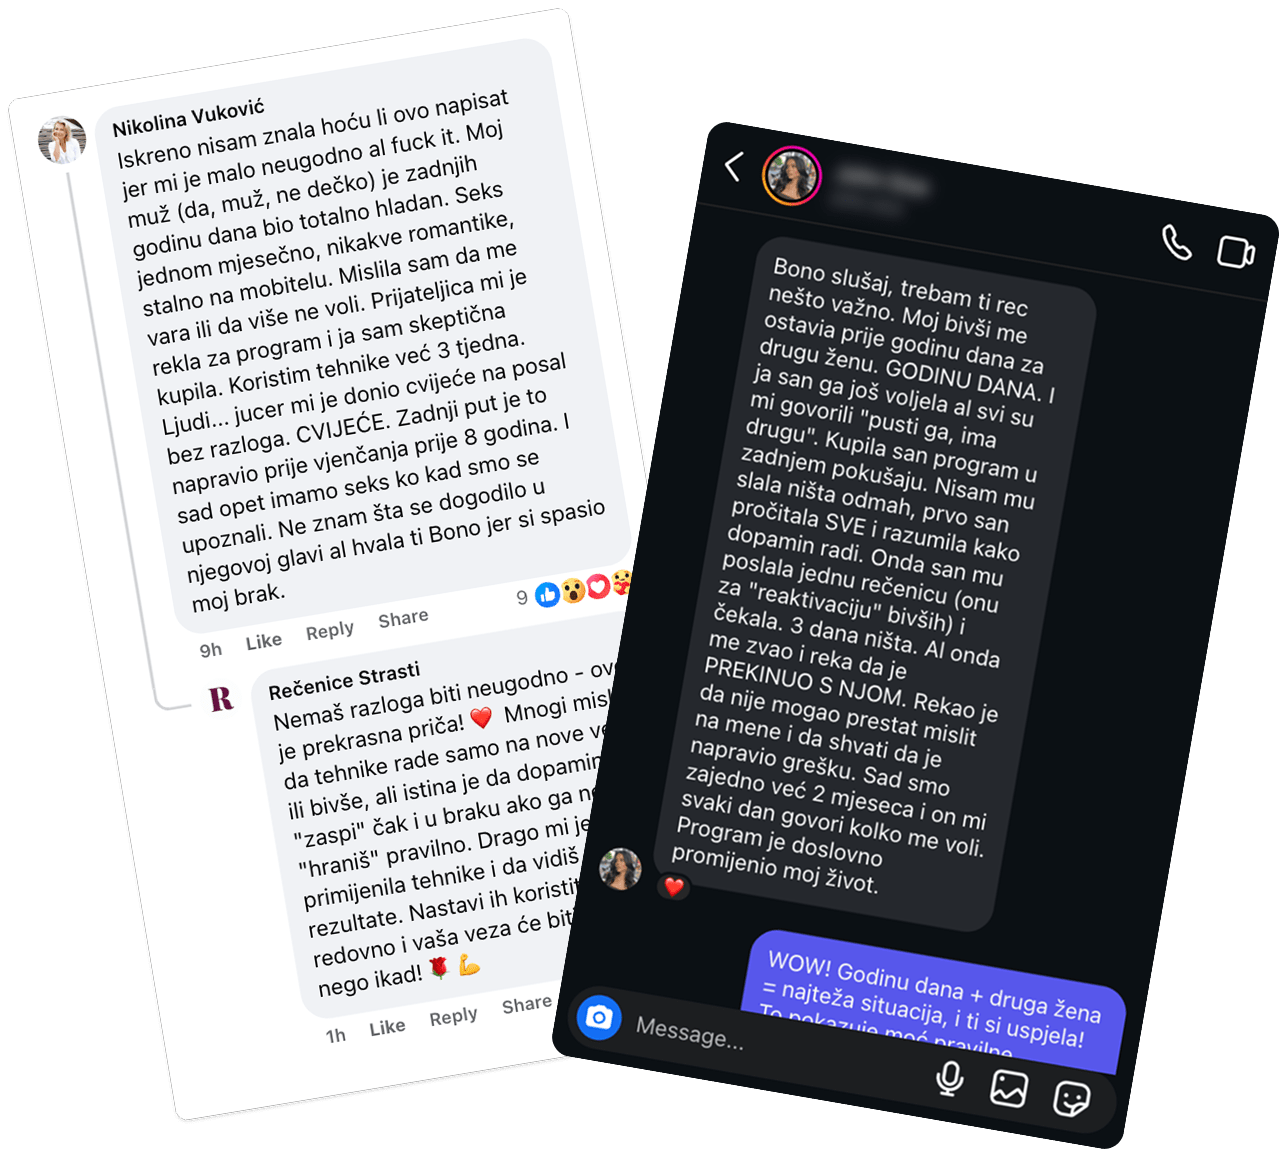 Nikolina Vuković
Iskreno nisam znala hoću li ovo napisat
jer mi je malo neugodno al fuck it. Moj
muž (da, muž, ne dečko) je zadnjih
godinu dana bio totalno hladan. Seks
jednom mjesečno, nikakve romantike,
stalno na mobitelu. Mislila sam da me
vara ili da više ne voli. Prijateljica mi je
rekla za program i ja sam skeptična
kupila. Koristim tehnike već 3 tjedna.
Ljudi... jucer mi je donio cvijeće na posal
bez razloga. CVIJEĆE. Zadnji put je to
napravio prije vjenčanja prije 8 godina. I
sad opet imamo seks ko kad smo se
upoznali. Ne znam šta se dogodilo u
njegovoj glavi al hvala ti Bono jer si spasio
moj brak.
9h Like Reply Share 9
R
Rečenice Strasti
Nemaš razloga biti neugodno - ovo
je prekrasna priča! ❤️ Mnogi misl
da tehnike rade samo na nove ve
ili bivše, ali istina je da dopamin
"zaspi" čak i u braku ako ga ne
"hraniš" pravilno. Drago mi je
primijenila tehnike i da vidiš
rezultate. Nastavi ih koristit
redovno i vaša veza će bit
nego ikad! 🌹 💪
1h Like Reply Share
Bono slušaj, trebam ti rec
nešto važno. Moj bivši me
ostavia prije godinu dana za
drugu ženu. GODINU DANA. I
ja san ga još voljela al svi su
mi govorili "pusti ga, ima
drugu". Kupila san program u
zadnjem pokušaju. Nisam mu
slala ništa odmah, prvo san
pročitala SVE i razumila kako
dopamin radi. Onda san mu
poslala jednu rečenicu (onu
za "reaktivaciju" bivših) i
čekala. 3 dana ništa. Al onda
me zvao i reka da je
PREKINUO S NJOM. Rekao je
da nije mogao prestat mislit
na mene i da shvati da je
napravio grešku. Sad smo
zajedno već 2 mjeseca i on mi
svaki dan govori kolko me voli.
Program je doslovno
promijenio moj život.
WOW! Godinu dana + druga žena
= najteža situacija, i ti si uspjela!
To pokazuje moć pravilne
Message...